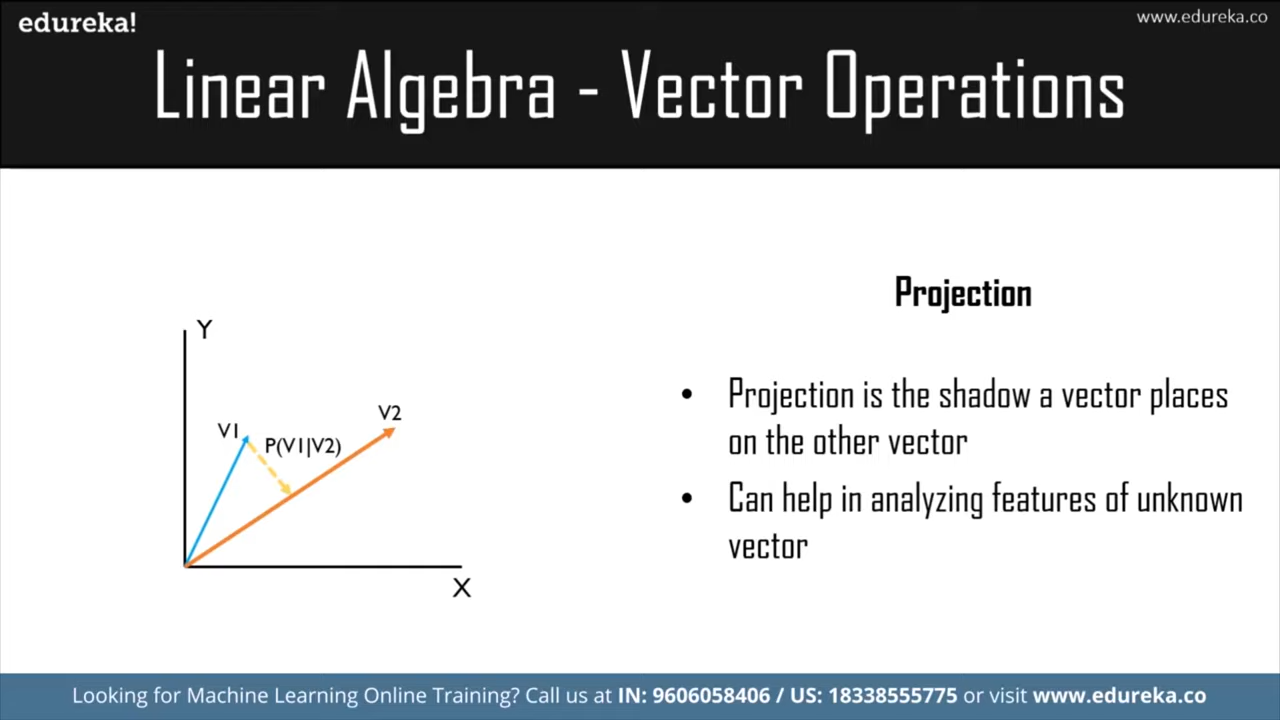 edureka!
www.edureka.co
Linear Algebra - Vector Operations
Projection
Y
V2
V1
P(V1|V2)
X
• Projection is the shadow a vector places
on the other vector
• Can help in analyzing features of unknown
vector
Looking for Machine Learning Online Training? Call us at IN: 9606058406 / US: 18338555775 or visit www.edureka.co